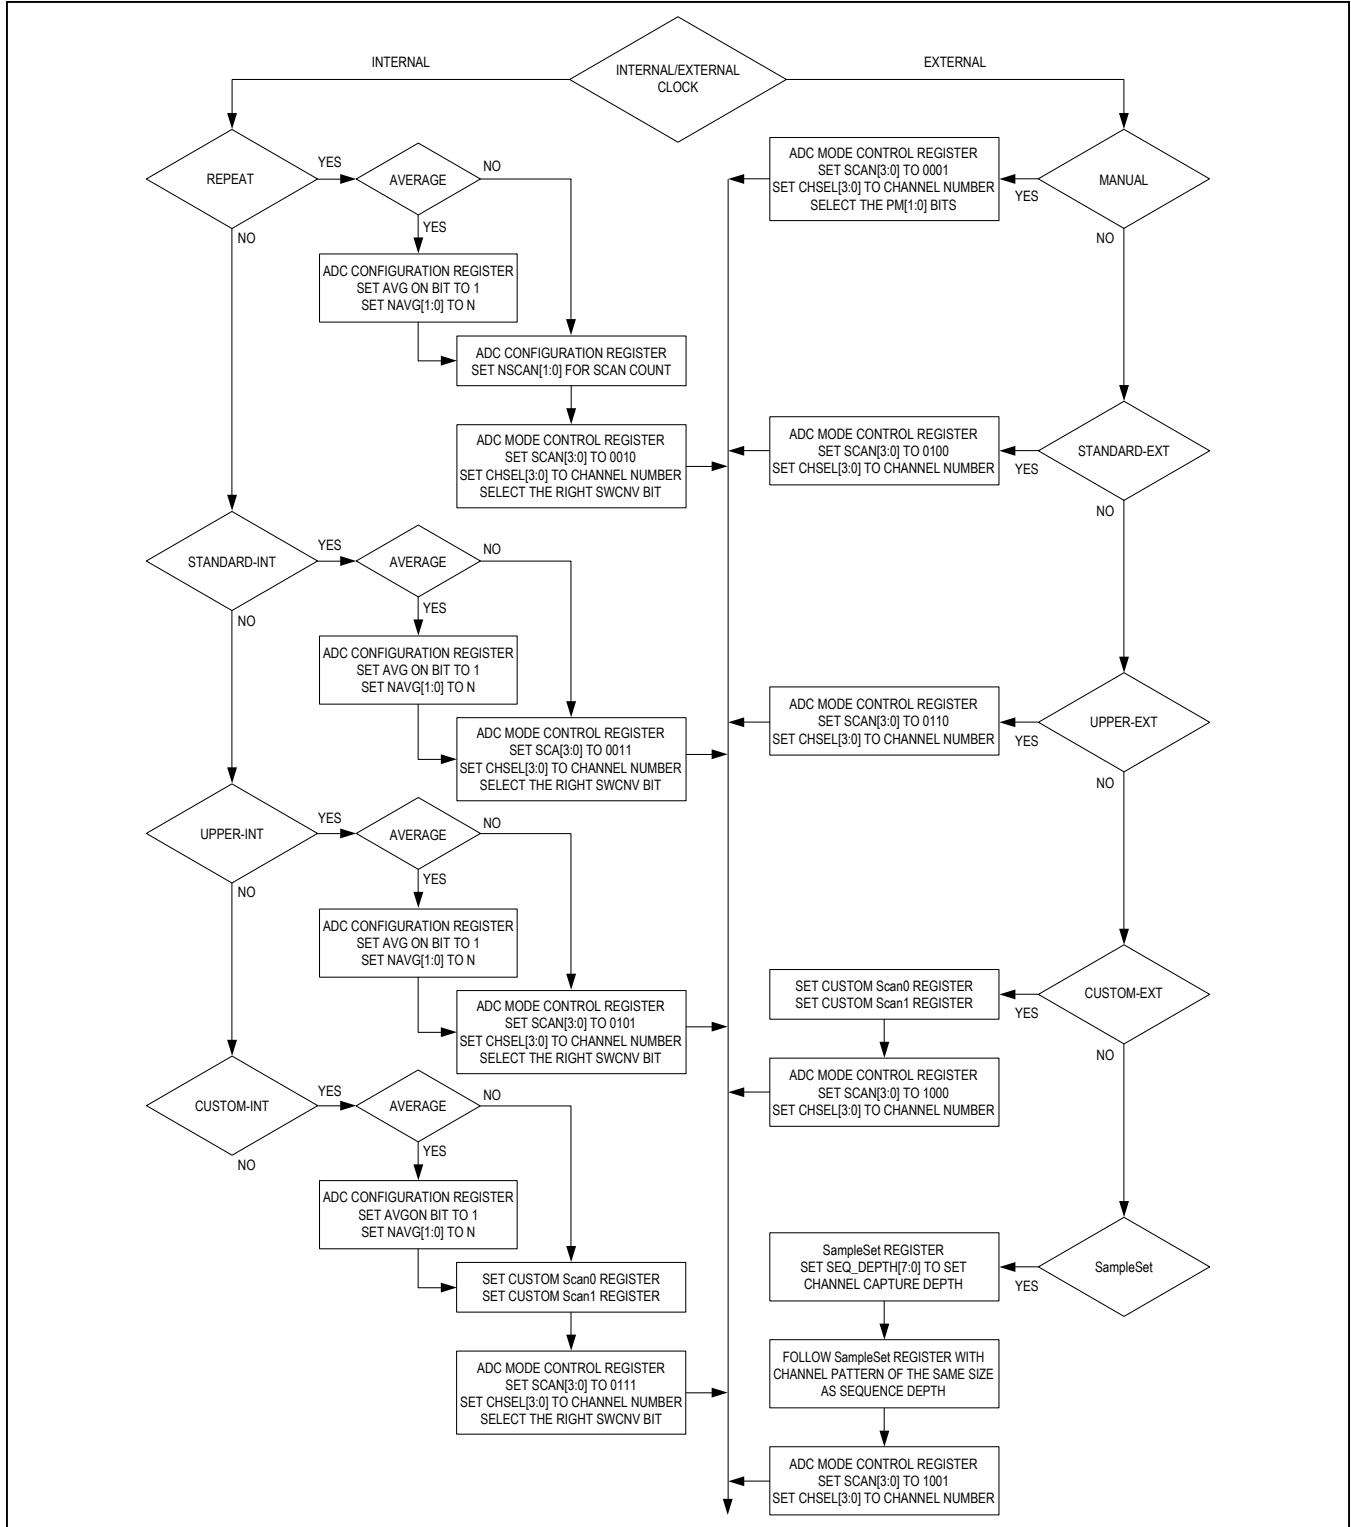 INTERNAL
INTERNAL/EXTERNAL
CLOCK
EXTERNAL
REPEAT
YES
AVERAGE
NO
YES
NO
ADC CONFIGURATION REGISTER
SET AVG ON BIT TO 1
SET NAVG[1:0] TO N
ADC CONFIGURATION REGISTER
SET NSCAN[1:0] FOR SCAN COUNT
ADC MODE CONTROL REGISTER
SET SCAN[3:0] TO 0010
SET CHSEL[3:0] TO CHANNEL NUMBER
SELECT THE RIGHT SWCNV BIT
STANDARD-INT
YES
AVERAGE
NO
YES
NO
ADC CONFIGURATION REGISTER
SET AVG ON BIT TO 1
SET NAVG[1:0] TO N
ADC MODE CONTROL REGISTER
SET SCA[3:0] TO 0011
SET CHSEL[3:0] TO CHANNEL NUMBER
SELECT THE RIGHT SWCNV BIT
UPPER-INT
YES
AVERAGE
NO
YES
NO
ADC CONFIGURATION REGISTER
SET AVG ON BIT TO 1
SET NAVG[1:0] TO N
ADC MODE CONTROL REGISTER
SET SCAN[3:0] TO 0101
SET CHSEL[3:0] TO CHANNEL NUMBER
SELECT THE RIGHT SWCNV BIT
CUSTOM-INT
YES
AVERAGE
NO
YES
NO
ADC CONFIGURATION REGISTER
SET AVGON BIT TO 1
SET NAVG[1:0] TO N
SET CUSTOM Scan0 REGISTER
SET CUSTOM Scan1 REGISTER
ADC MODE CONTROL REGISTER
SET SCAN[3:0] TO 0111
SET CHSEL[3:0] TO CHANNEL NUMBER
SELECT THE RIGHT SWCNV BIT
ADC MODE CONTROL REGISTER
SET SCAN[3:0] TO 0001
SET CHSEL[3:0] TO CHANNEL NUMBER
SELECT THE PM[1:0] BITS
YES
MANUAL
NO
ADC MODE CONTROL REGISTER
SET SCAN[3:0] TO 0100
SET CHSEL[3:0] TO CHANNEL NUMBER
YES
STANDARD-EXT
NO
ADC MODE CONTROL REGISTER
SET SCAN[3:0] TO 0110
SET CHSEL[3:0] TO CHANNEL NUMBER
YES
UPPER-EXT
NO
SET CUSTOM Scan0 REGISTER
SET CUSTOM Scan1 REGISTER
YES
CUSTOM-EXT
NO
ADC MODE CONTROL REGISTER
SET SCAN[3:0] TO 1000
SET CHSEL[3:0] TO CHANNEL NUMBER
SampleSet REGISTER
SET SEQ_DEPTH[7:0] TO SET
CHANNEL CAPTURE DEPTH
YES
SampleSet
FOLLOW SampleSet REGISTER WITH
CHANNEL PATTERN OF THE SAME SIZE
AS SEQUENCE DEPTH
ADC MODE CONTROL REGISTER
SET SCAN[3:0] TO 1001
SET CHSEL[3:0] TO CHANNEL NUMBER